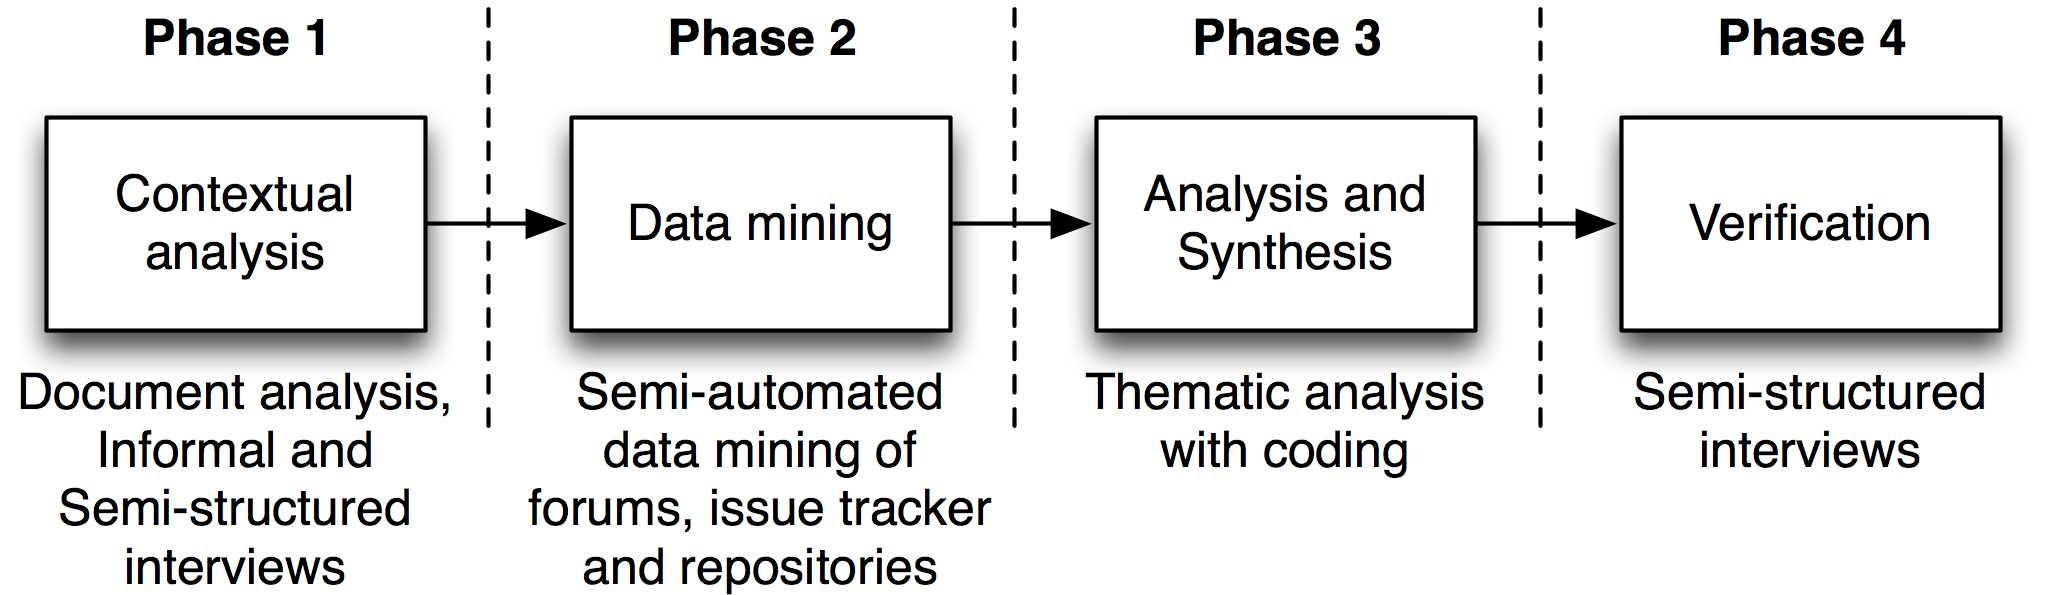 Phase 1
Phase 2
Phase 3
Phase 4
Contextual
analysis
Data mining
Analysis and
Synthesis
Verification
Document analysis,
Informal and
Semi-structured
interviews
Semi-automated
data mining of
forums, issue tracker
and repositories
Thematic analysis
with coding
Semi-structured
interviews